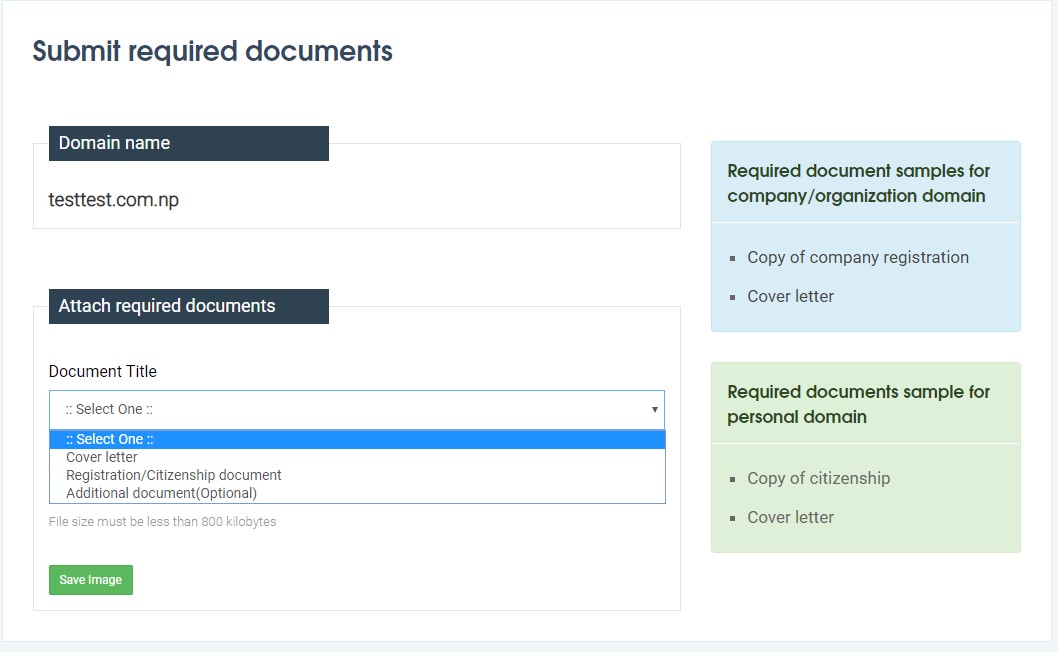 Submit required documents
Domain name
testtest.com.np
Attach required documents
Document Title
:: Select One ::
:: Select One ::
Cover letter
Registration/Citizenship document
Additional document(Optional)
File size must be less than 800 kilobytes
Save Image
Required document samples for
company/organization domain
Copy of company registration
Cover letter
Required documents sample for
personal domain
Copy of citizenship
Cover letter